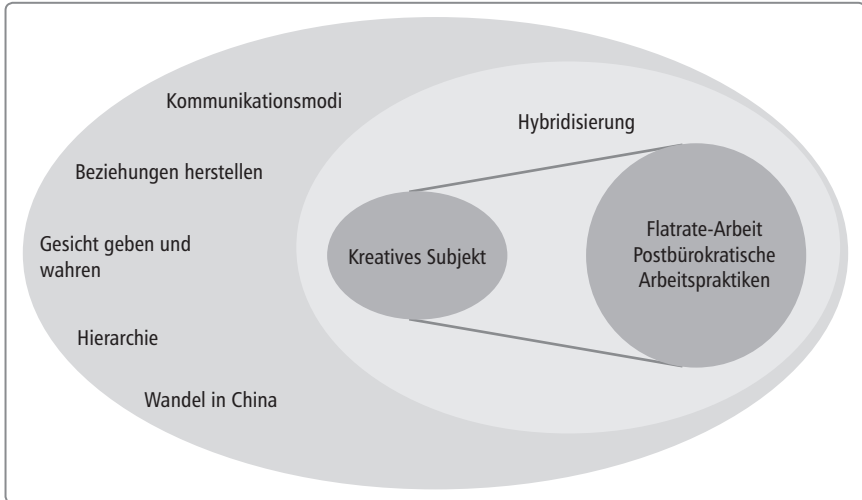 Kommunikationsmodi
Hybridisierung
Beziehungen herstellen
Gesicht geben und
wahren
Kreatives Subjekt
Flatrate-Arbeit
Postbürokratische
Arbeitspraktiken
Hierarchie
Wandel in China